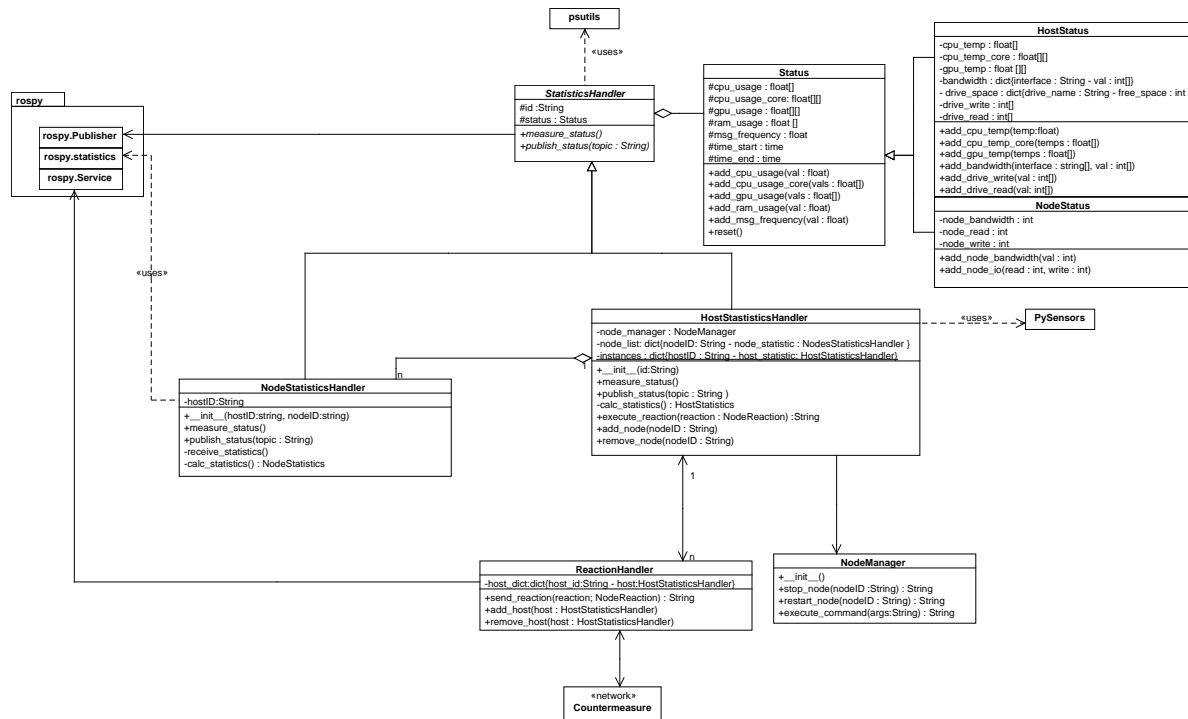 psutils
«uses»
StatisticsHandler
#id :String
#status : Status
+measure_status()
+publish_status(topic : String)
Status
#cpu_usage : float[]
#cpu_usage_core: float[][]
#gpu_usage : float[][]
#ram_usage : float []
#msg_frequency : float
#time_start : time
#time_end : time
+add_cpu_usage(val : float)
+add_cpu_usage_core(vals : float[])
+add_gpu_usage(vals : float[])
+add_ram_usage(val : float)
+add_msg_frequency(val : float)
+reset()
HostStatus
-cpu_temp : float[]
-cpu_temp_core : float[][]
-gpu_temp : float [][]
-bandwidth : dict{interface : String - val : int[]}
- drive_space : dict{drive_name : String - free_space : int
-drive_write : int[]
-drive_read : int[]
+add_cpu_temp(temp:float)
+add_cpu_temp_core(temps : float[])
+add_gpu_temp(temps : float[])
+add_bandwidth(interface : string[], val : int[])
+add_drive_write(val : int[])
+add_drive_read(val: int[])
NodeStatus
-node_bandwidth : int
-node_read : int
-node_write : int
+add_node_bandwidth(val : int)
+add_node_io(read : int, write : int)
rospy
rospy.Publisher
rospy.statistics
rospy.Service
«uses»
HostStastisticsHandler
-node_manager : NodeManager
-node_list: dict{nodeID: String - node_statistic : NodesStatisticsHandler }
-instances : dict{hostID : String - host_statistic: HostStatisticsHandler}
+__init__(id:String)
+measure_status()
+publish_status(topic : String )
-calc_statistics() : HostStatistics
+execute_reaction(reaction : NodeReaction) :String
+add_node(nodeID : String)
+remove_node(nodeID : String)
«uses»
PySensors
1
n
NodeStatisticsHandler
-hostID:String
+__init__(hostID:string, nodeID:string)
+measure_status()
+publish_status(topic : String)
-receive_statistics()
-calc_statistics() : NodeStatistics
1
n
ReactionHandler
-host_dict:dict{host_id:String - host:HostStatisticsHandler}
+send_reaction(reaction; NodeReaction) : String
+add_host(host : HostStatisticsHandler)
+remove_host(host : HostStatisticsHandler)
NodeManager
+__init__()
+stop_node(nodeID :String) : String
+restart_node(nodeID : String) : String
+execute_command(args:String) : String
«network»
Countermeasure